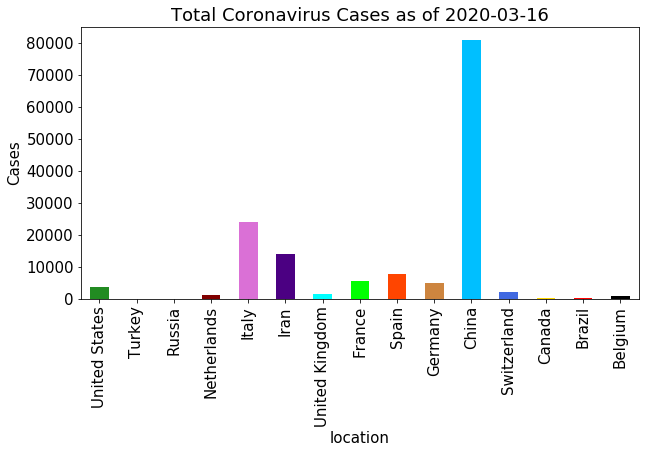 Total Coronavirus Cases as of 2020-03-16
Cases
80000
70000
60000
50000
40000
30000
20000
10000
0
United States
Turkey
Russia
Netherlands
Italy
Iran
United Kingdom
France
Spain
Germany
China
Switzerland
Canada
Brazil
Belgium
location